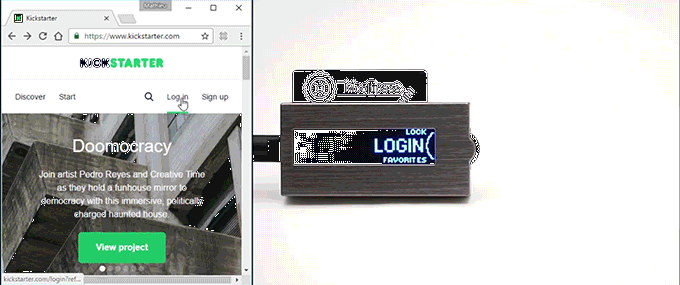 Mathieu
Kickstarter
https://www.kickstarter.com
KICKSTARTER
Discover
Start
Log in
Sign up
Doomocracy
Join artist Pedro Reyes and Creative Time
as they hold a funhouse mirror to
democracy with this immersive, politically
charged haunted house.
View project
kickstarter.com/login?ref...
LOCK
LOGIN
FAVORITES